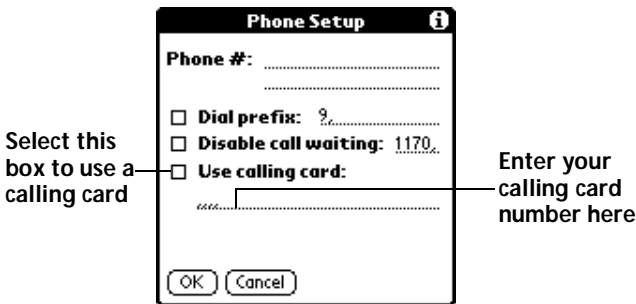 Phone Setup
Phone #:
Dial prefix: 9,
Disable call waiting: 1170,
Use calling card:
,,,,
Select this
box to use a
calling card
Enter your
calling card
number here
OK Cancel